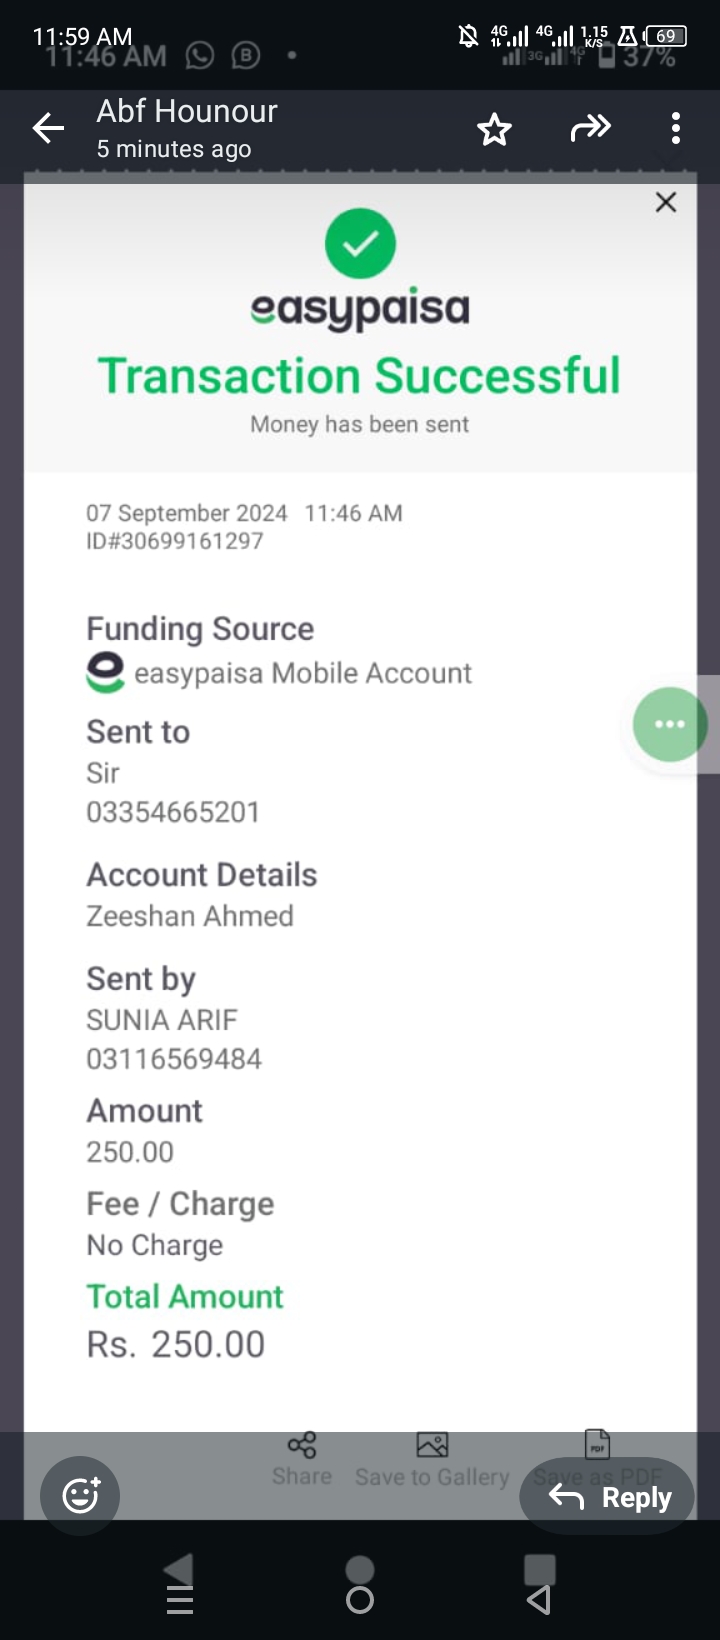 11:59 AM
4G 4G 1.15 K/S 69
11:46 AM B 3G 4G 37%
Abf Hounour
5 minutes ago
easypaisa
Transaction Successful
Money has been sent
07 September 2024 11:46 AM
ID#30699161297
Funding Source
easypaisa Mobile Account
Sent to
Sir
03354665201
Account Details
Zeeshan Ahmed
Sent by
SUNIA ARIF
03116569484
Amount
250.00
Fee / Charge
No Charge
Total Amount
Rs. 250.00
PDF
Share Save to Gallery Save as PDF
Reply